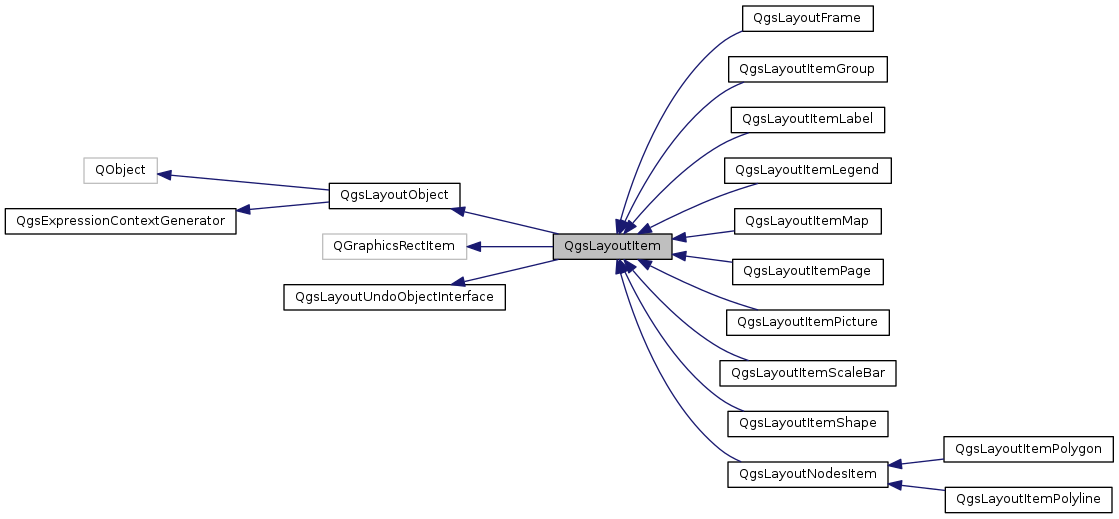 QgsLayoutFrame
QgsLayoutItemGroup
QgsLayoutItemLabel
QObject
QgsLayoutItemLegend
QgsLayoutObject
QgsExpressionContextGenerator
QgsLayoutItemMap
QGraphicsRectItem
QgsLayoutItem
QgsLayoutItemPage
QgsLayoutUndoObjectInterface
QgsLayoutItemPicture
QgsLayoutItemScaleBar
QgsLayoutItemShape
QgsLayoutItemPolygon
QgsLayoutNodesItem
QgsLayoutItemPolyline